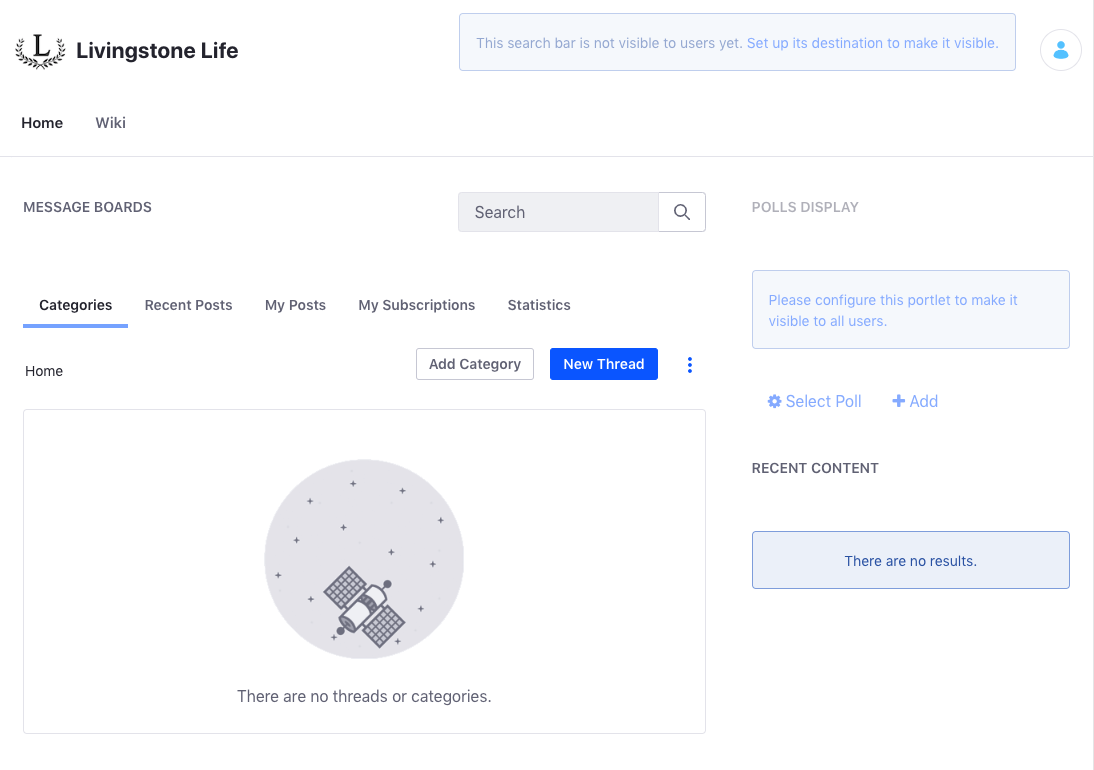 L
Livingstone Life
This search bar is not visible to users yet. Set up its destination to make it visible.
Home
Wiki
MESSAGE BOARDS
Search
Categories
Recent Posts
My Posts
My Subscriptions
Statistics
Home
Add Category
New Thread
There are no threads or categories.
POLLS DISPLAY
Please configure this portlet to make it
visible to all users.
Select Poll
Add
RECENT CONTENT
There are no results.